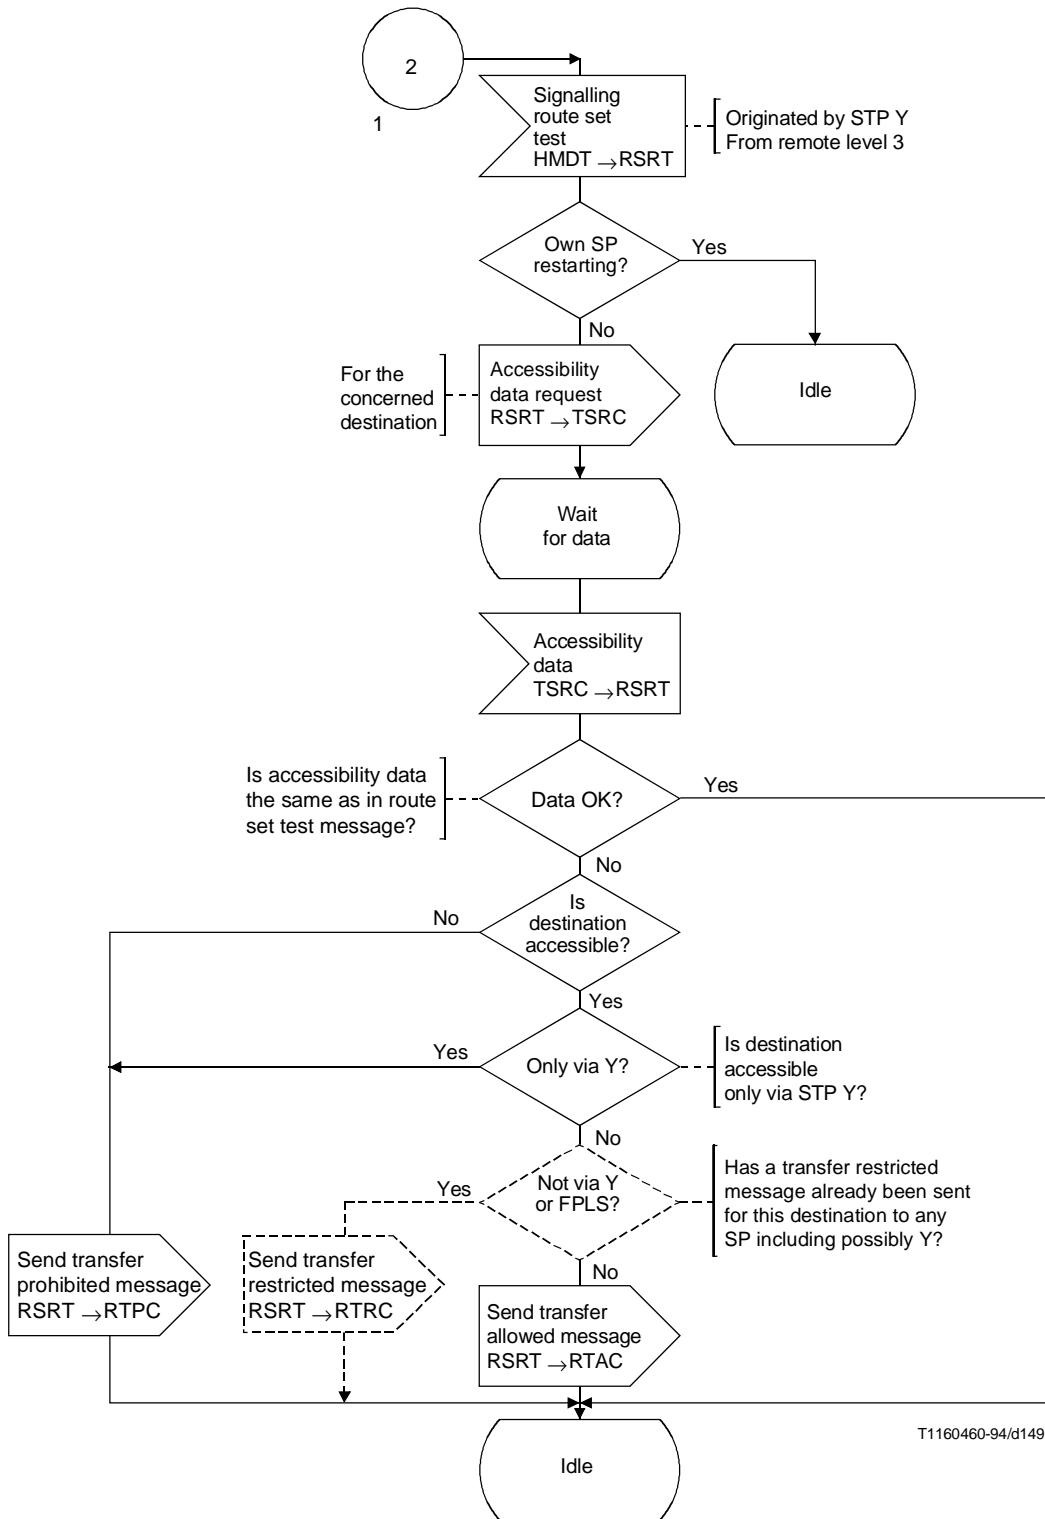 2
1
Signalling
route set
test
HMDT → RSRT
Originated by STP Y
From remote level 3
Own SP
restarting?
Yes
No
Idle
For the
concerned
destination
Accessibility
data request
RSRT → TSRC
Wait
for data
Accessibility
data
TSRC → RSRT
Is accessibility data
the same as in route
set test message?
Data OK?
Yes
No
Is
destination
accessible?
No
Yes
Only via Y?
Yes
Is destination
accessible
only via STP Y?
No
Not via Y
or FPLS?
Yes
Has a transfer restricted
message already been sent
for this destination to any
SP including possibly Y?
No
Send transfer
prohibited message
RSRT → RTPC
Send transfer
restricted message
RSRT → RTRC
Send transfer
allowed message
RSRT → RTAC
T1160460-94/d149
Idle